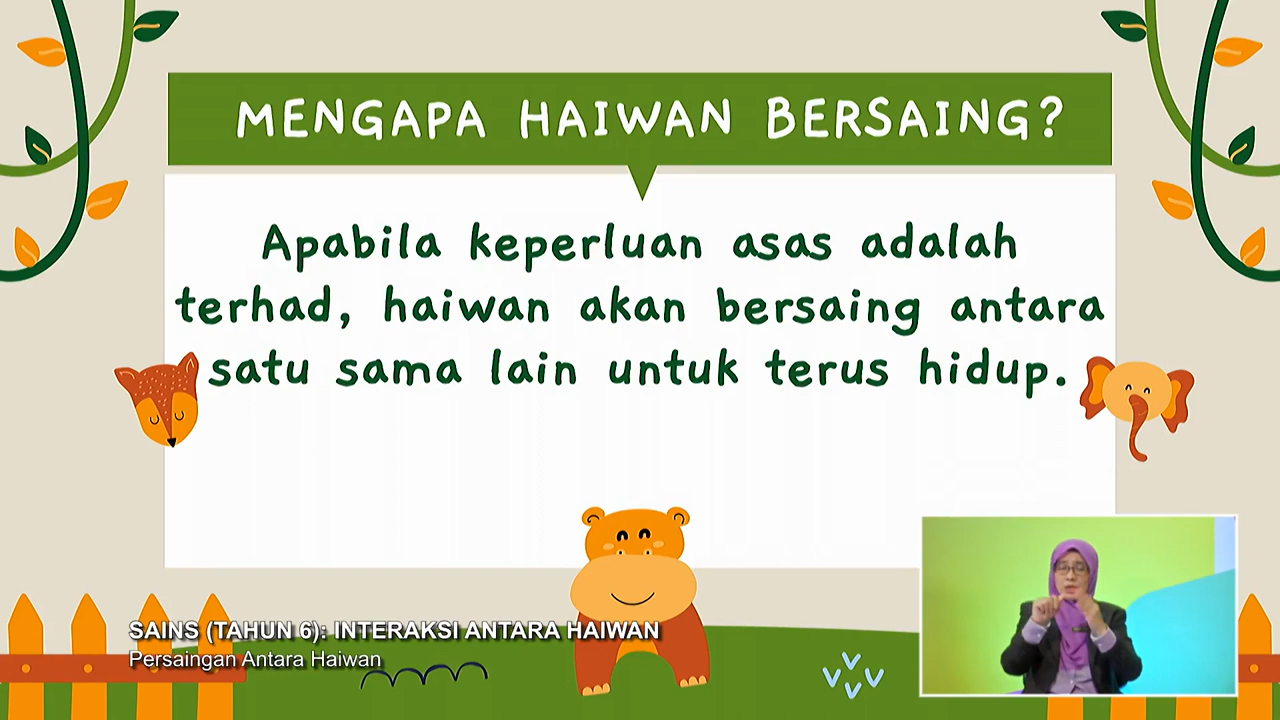 MENGAPA HAIWAN BERSAING?
Apabila keperluan asas adalah
terhad, haiwan akan bersaing antara
satu sama lain untuk terus hidup.
SAINS (TAHUN 6): INTERAKSI ANTARA HAIWAN
Persaingan Antara Haiwan